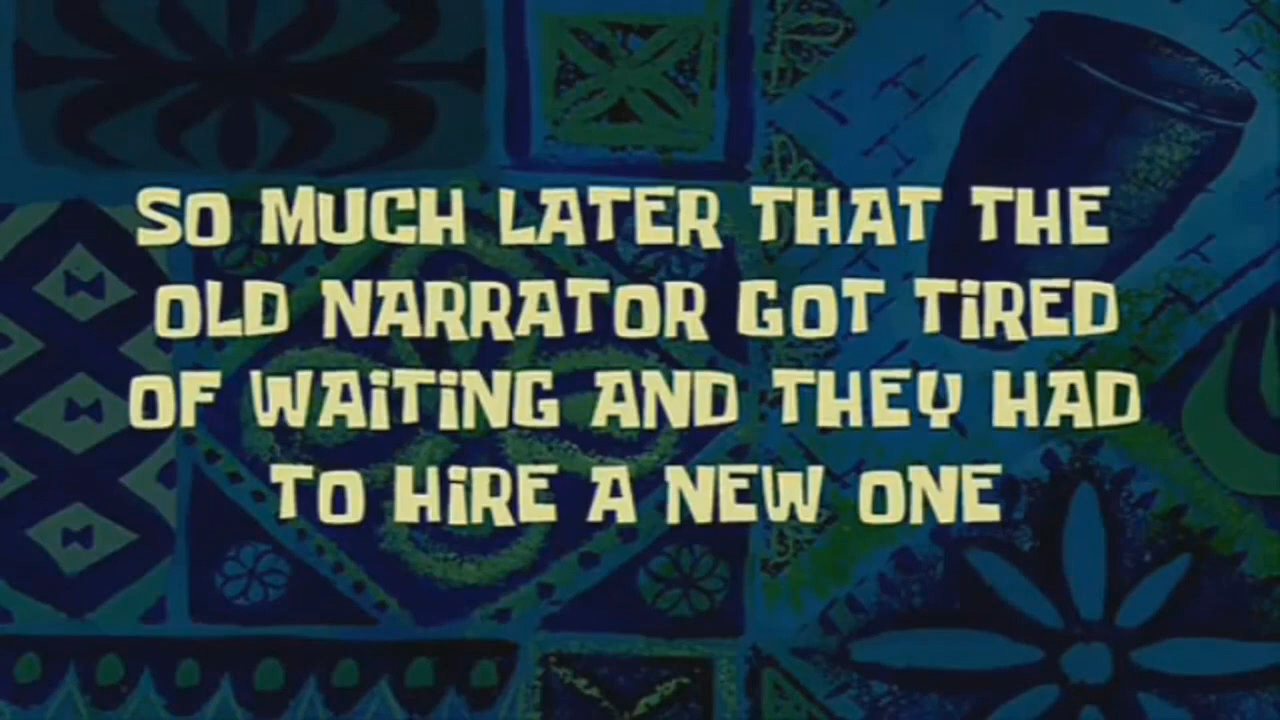 SO MUCH LATER THAT THE
OLD NARRATOR GOT TiRED
OF WAiTiNG AND THEY HAD
TO HiRE A NEW ONE